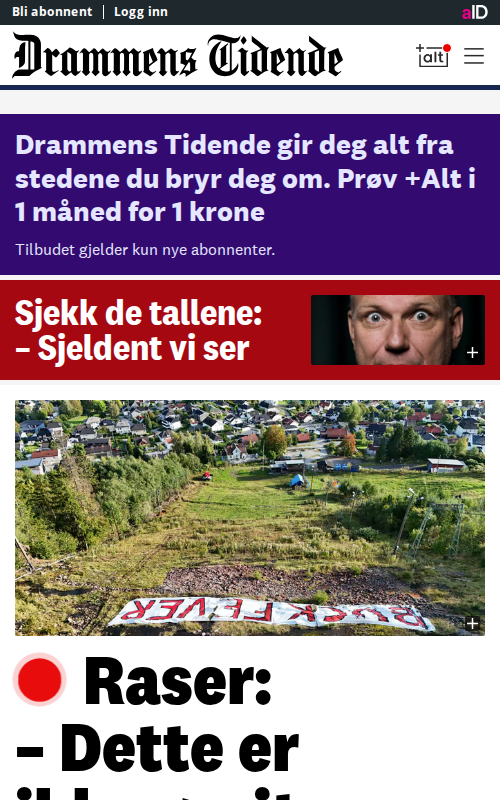 Bli abonnent
Logg inn
aID
Drammens Tidende
+alt
Drammens Tidende gir deg alt fra
stedene du bryr deg om. Prøv +Alt i
1 måned for 1 krone
Tilbudet gjelder kun nye abonnenter.
Sjekk de tallene:
– Sjeldent vi ser
+
BUCK FEVER
+
Raser:
– Dette er